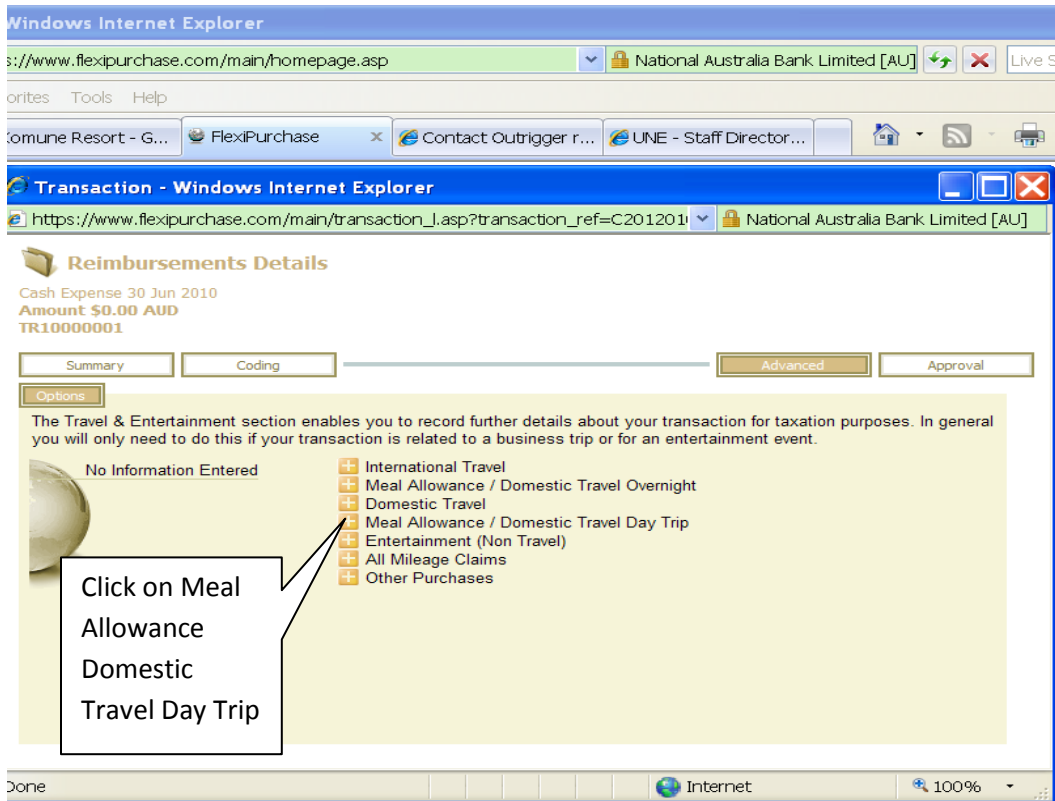 Windows Internet Explorer
s://www.flexipurchase.com/main/homepage.asp National Australia Bank Limited [AU] Live S
orites Tools Help
Komune Resort - G... FlexiPurchase x Contact Outrigger r... UNE - Staff Director...
Transaction - Windows Internet Explorer
https://www.flexipurchase.com/main/transaction_l.asp?transaction_ref=C201201 National Australia Bank Limited [AU]
Reimbursements Details
Cash Expense 30 Jun 2010
Amount $0.00 AUD
TR10000001
Summary Coding Advanced Approval
Options
The Travel & Entertainment section enables you to record further details about your transaction for taxation purposes. In general
you will only need to do this if your transaction is related to a business trip or for an entertainment event.
No Information Entered
International Travel
Meal Allowance / Domestic Travel Overnight
Domestic Travel
Meal Allowance / Domestic Travel Day Trip
Entertainment (Non Travel)
All Mileage Claims
Other Purchases
Click on Meal
Allowance
Domestic
Travel Day Trip
Done Internet 100%